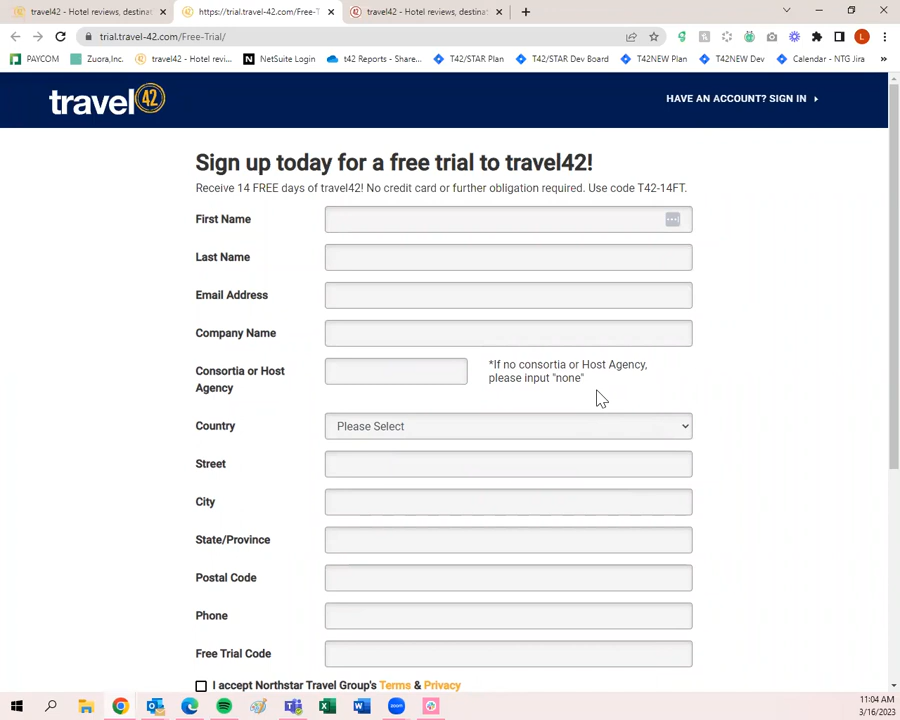 travel42 - Hotel reviews, destinat
https://trial.travel-42.com/Free-T
travel42 - Hotel reviews, destinat
trial.travel-42.com/Free-Trial/
PAYCOM
Zuora,Inc.
travel42 - Hotel revi...
NetSuite Login
t42 Reports - Share...
T42/STAR Plan
T42/STAR Dev Board
T42NEW Plan
T42NEW Dev
Calendar - NTG Jira
travel 42
HAVE AN ACCOUNT? SIGN IN
Sign up today for a free trial to travel42!
Receive 14 FREE days of travel42! No credit card or further obligation required. Use code T42-14FT.
First Name
Last Name
Email Address
Company Name
Consortia or Host
Agency
*If no consortia or Host Agency,
please input "none"
Country
Please Select
Street
City
State/Province
Postal Code
Phone
Free Trial Code
I accept Northstar Travel Group's Terms & Privacy
11:04 AM
3/16/2023